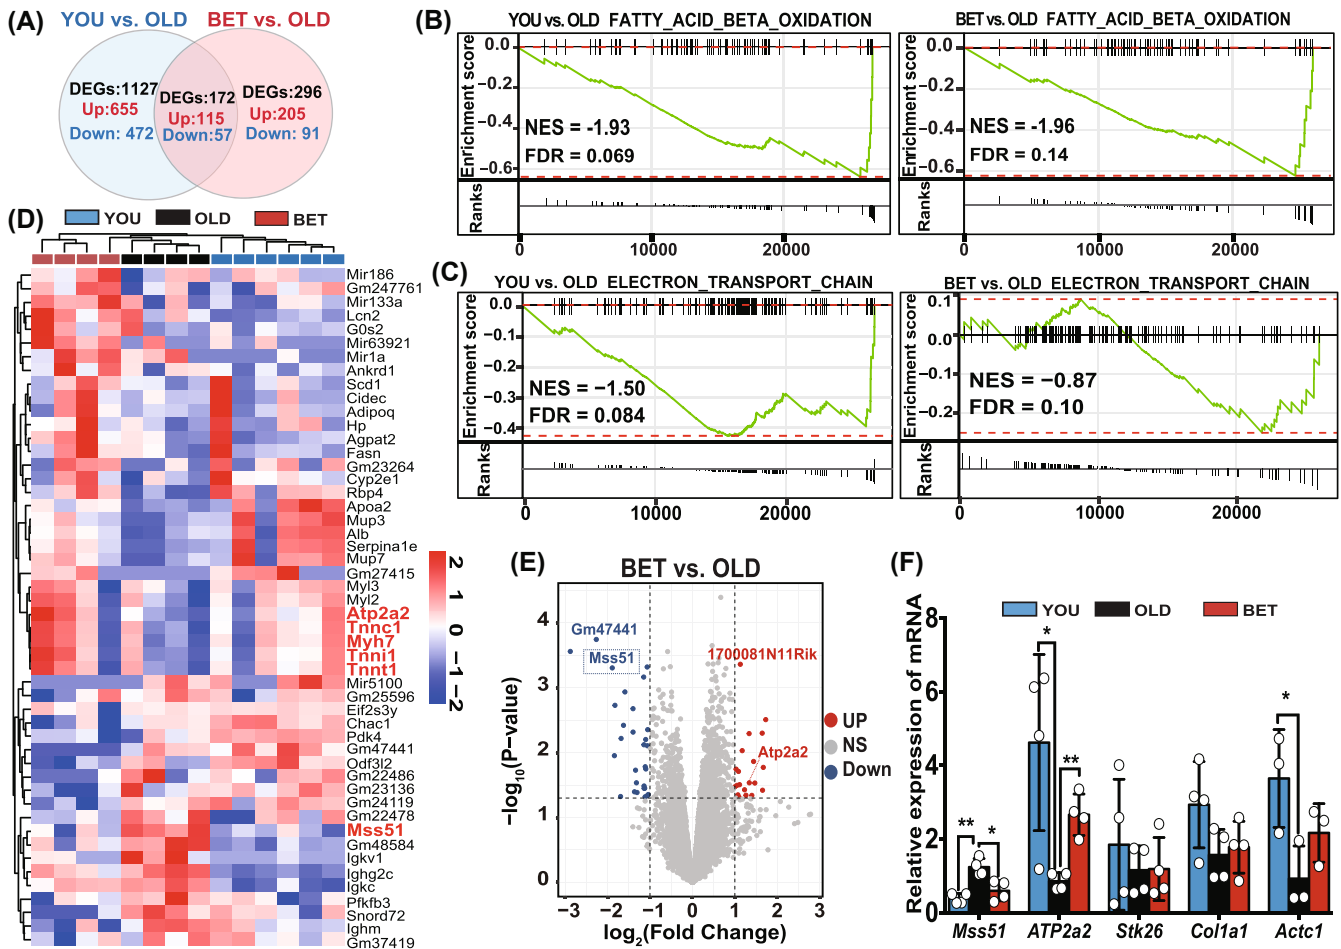 (A)
YOU vs. OLD BET vs. OLD
DEGs:1127
Up:655
Down: 472
DEGs:172
Up:115
Down:57
DEGs:296
Up:205
Down: 91
(B)
YOU vs. OLD FATTY_ACID_BETA_OXIDATION
Enrichment score
0.0
−0.2
−0.4
−0.6
NES = -1.93
FDR = 0.069
Ranks
0 10000 20000
BET vs. OLD FATTY_ACID_BETA_OXIDATION
Enrichment score
0.0
−0.2
−0.4
−0.6
NES = -1.96
FDR = 0.14
Ranks
0 10000 20000
(C)
YOU vs. OLD ELECTRON_TRANSPORT_CHAIN
Enrichment score
0.0
−0.1
−0.2
−0.3
−0.4
NES = −1.50
FDR = 0.084
Ranks
0 10000 20000
BET vs. OLD ELECTRON_TRANSPORT_CHAIN
Enrichment score
0.1
0.0
−0.1
−0.2
NES = −0.87
FDR = 0.10
Ranks
0 10000 20000
(D)
YOU OLD BET
Mir186
Gm247761
Mir133a
Lcn2
G0s2
Mir63921
Mir1a
Ankrd1
Scd1
Cidec
Adipoq
Hp
Agpat2
Fasn
Gm23264
Cyp2e1
Rbp4
Apoa2
Mup3
Alb
Serpina1e
Mup7
Gm27415
Myl3
Myl2
Atp2a2
Tnnc1
Myh7
Tnni1
Tnnt1
Mir5100
Gm25596
Eif2s3y
Chac1
Pdk4
Gm47441
Odf3l2
Gm22486
Gm23136
Gm24119
Gm22478
Mss51
Gm48584
Igkv1
Ighg2c
Igkc
Pfkfb3
Snord72
Ighm
Gm37419
2
1
0
−1
−2
(E)
BET vs. OLD
−log10(P−value)
4
3
2
1
0
Gm47441
Mss51
1700081N11Rik
Atp2a2
UP
NS
Down
−3 −2 −1 0 1 2 3
log2(Fold Change)
(F)
Relative expression of mRNA
8
6
4
2
0
YOU OLD BET
** *
* **
*
Mss51 ATP2a2 Stk26 Col1a1 Actc1